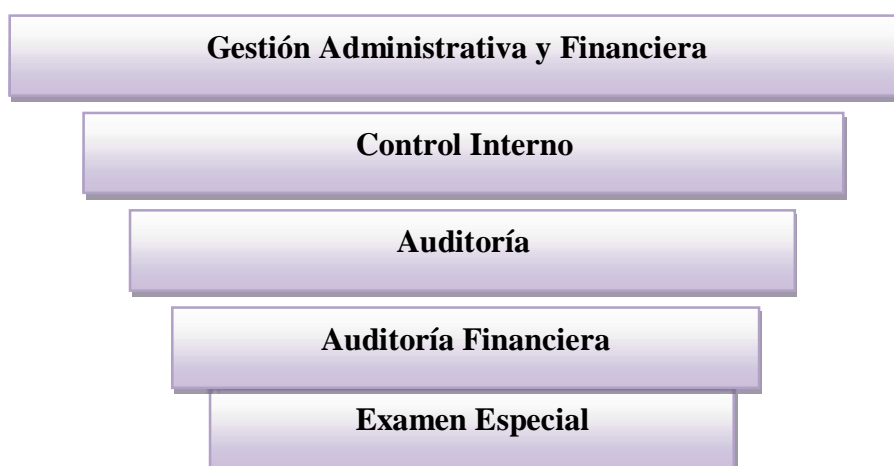 Gestión Administrativa y Financiera
Control Interno
Auditoría
Auditoría Financiera
Examen Especial